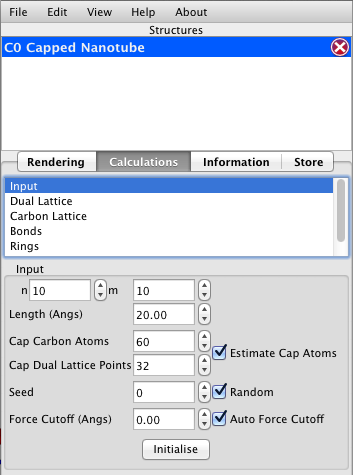 File Edit View Help About
Structures
C0 Capped Nanotube
Rendering Calculations Information Store
Input
Dual Lattice
Carbon Lattice
Bonds
Rings
Input
n 10 m 10
Length (Angs) 20.00
Cap Carbon Atoms 60
Estimate Cap Atoms
Cap Dual Lattice Points 32
Seed 0 Random
Force Cutoff (Angs) 0.00 Auto Force Cutoff
Initialise